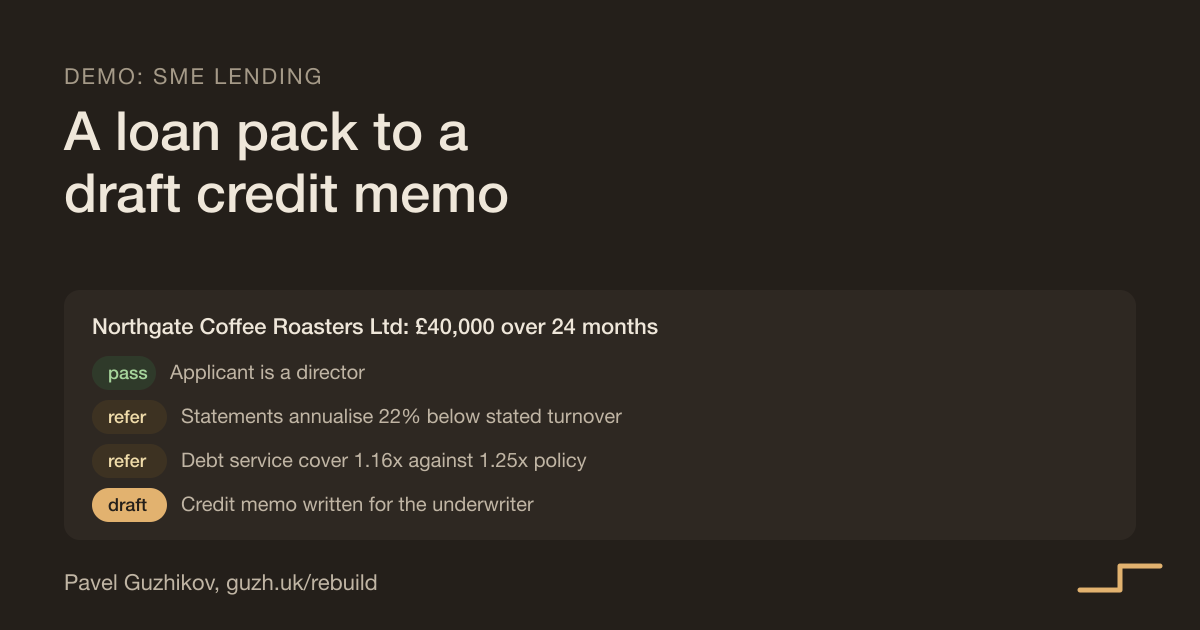 DEMO: SME LENDING
A loan pack to a
draft credit memo
Northgate Coffee Roasters Ltd: £40,000 over 24 months
pass Applicant is a director
refer Statements annualise 22% below stated turnover
refer Debt service cover 1.16x against 1.25x policy
draft Credit memo written for the underwriter
Pavel Guzhikov, guzh.uk/rebuild